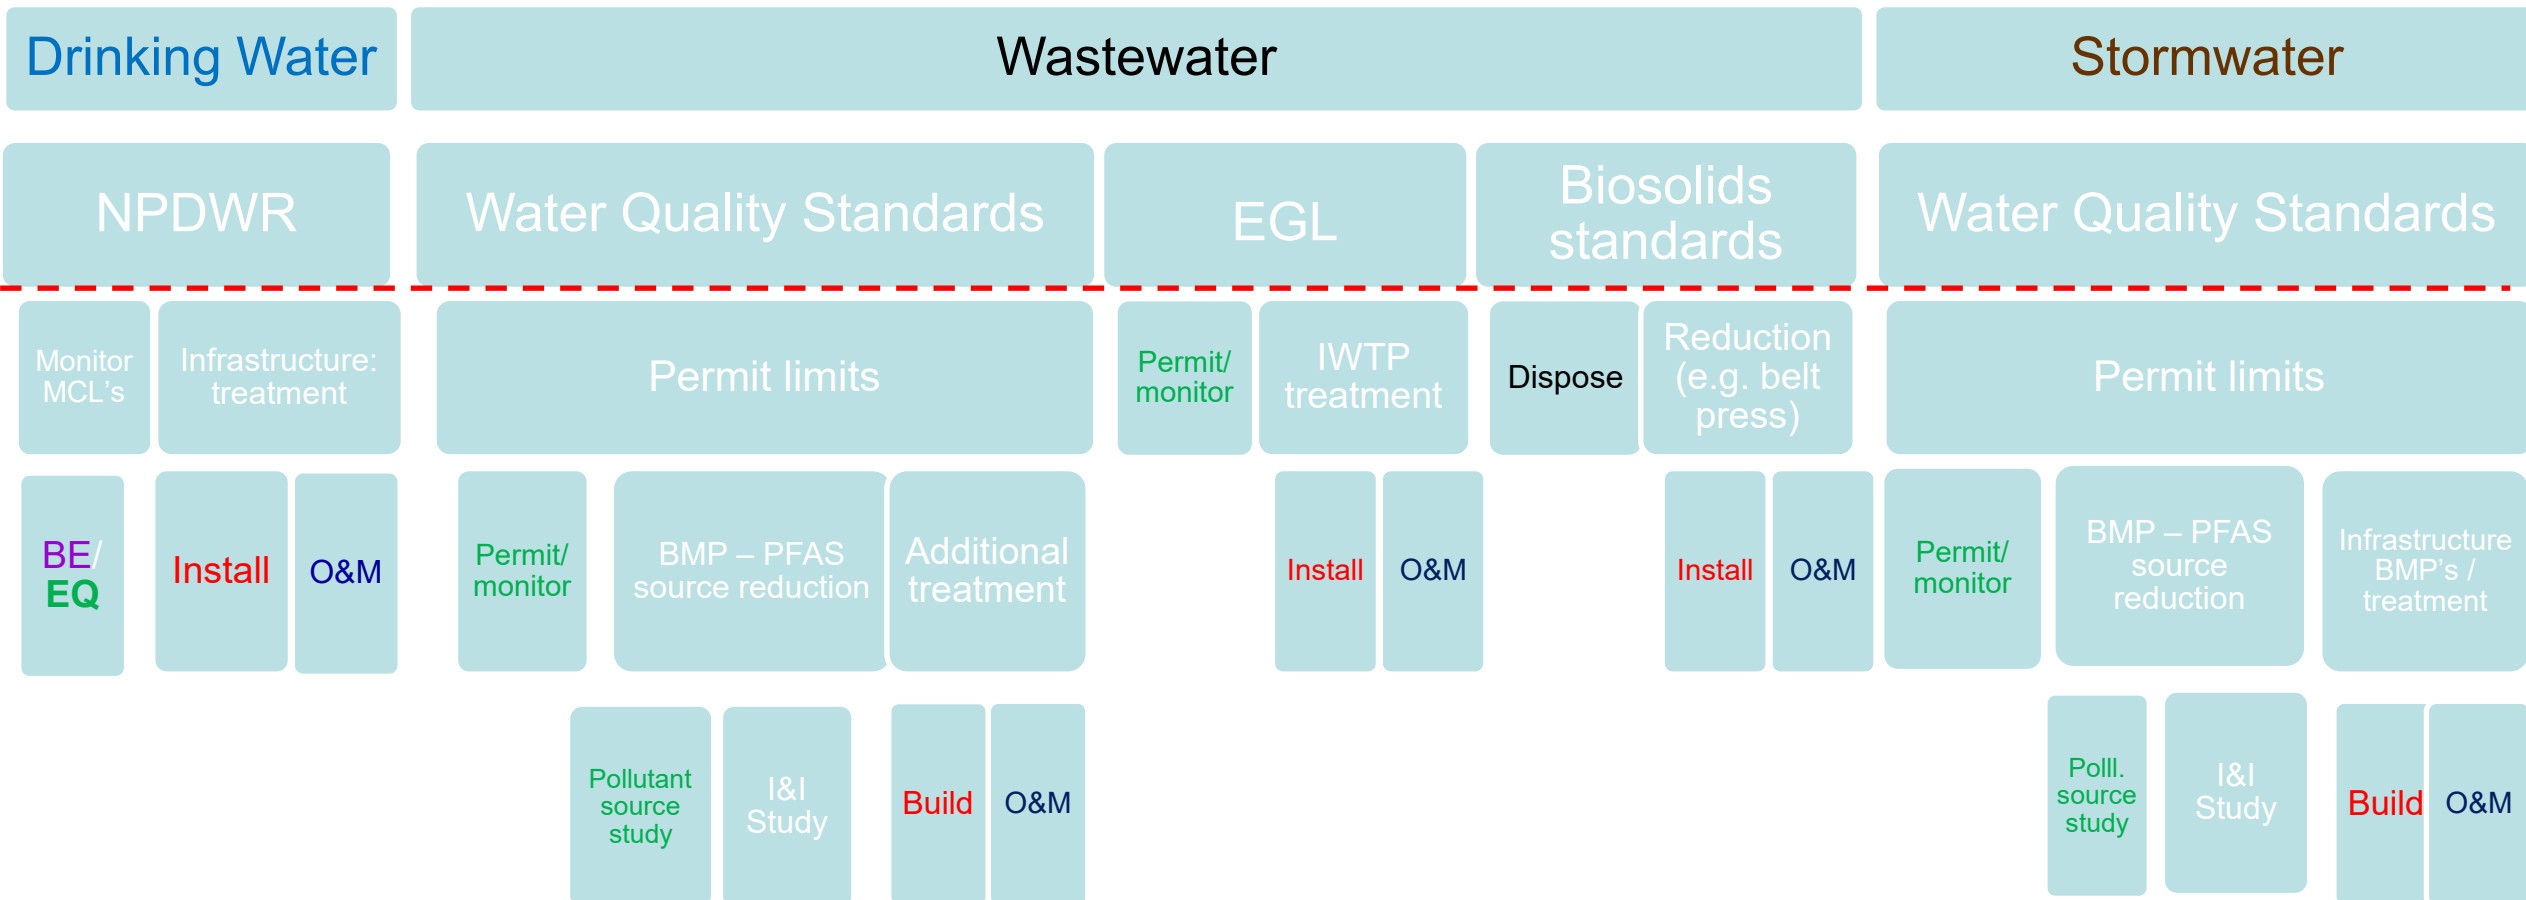 Drinking Water
Wastewater
Stormwater
NPDWR
Water Quality Standards
EGL
Biosolids
standards
Water Quality Standards
Monitor
MCL's
Infrastructure:
treatment
Permit limits
Permit/
monitor
IWTP
treatment
Dispose
Reduction
(e.g. belt
press)
Permit limits
BE/
EQ
Install
O&M
Permit/
monitor
BMP – PFAS
source reduction
Additional
treatment
Install
O&M
Install
O&M
Permit/
monitor
BMP – PFAS
source
reduction
Infrastructure
BMP's /
treatment
Pollutant
source
study
I&I
Study
Build
O&M
Polll.
source
study
I&I
Study
Build
O&M